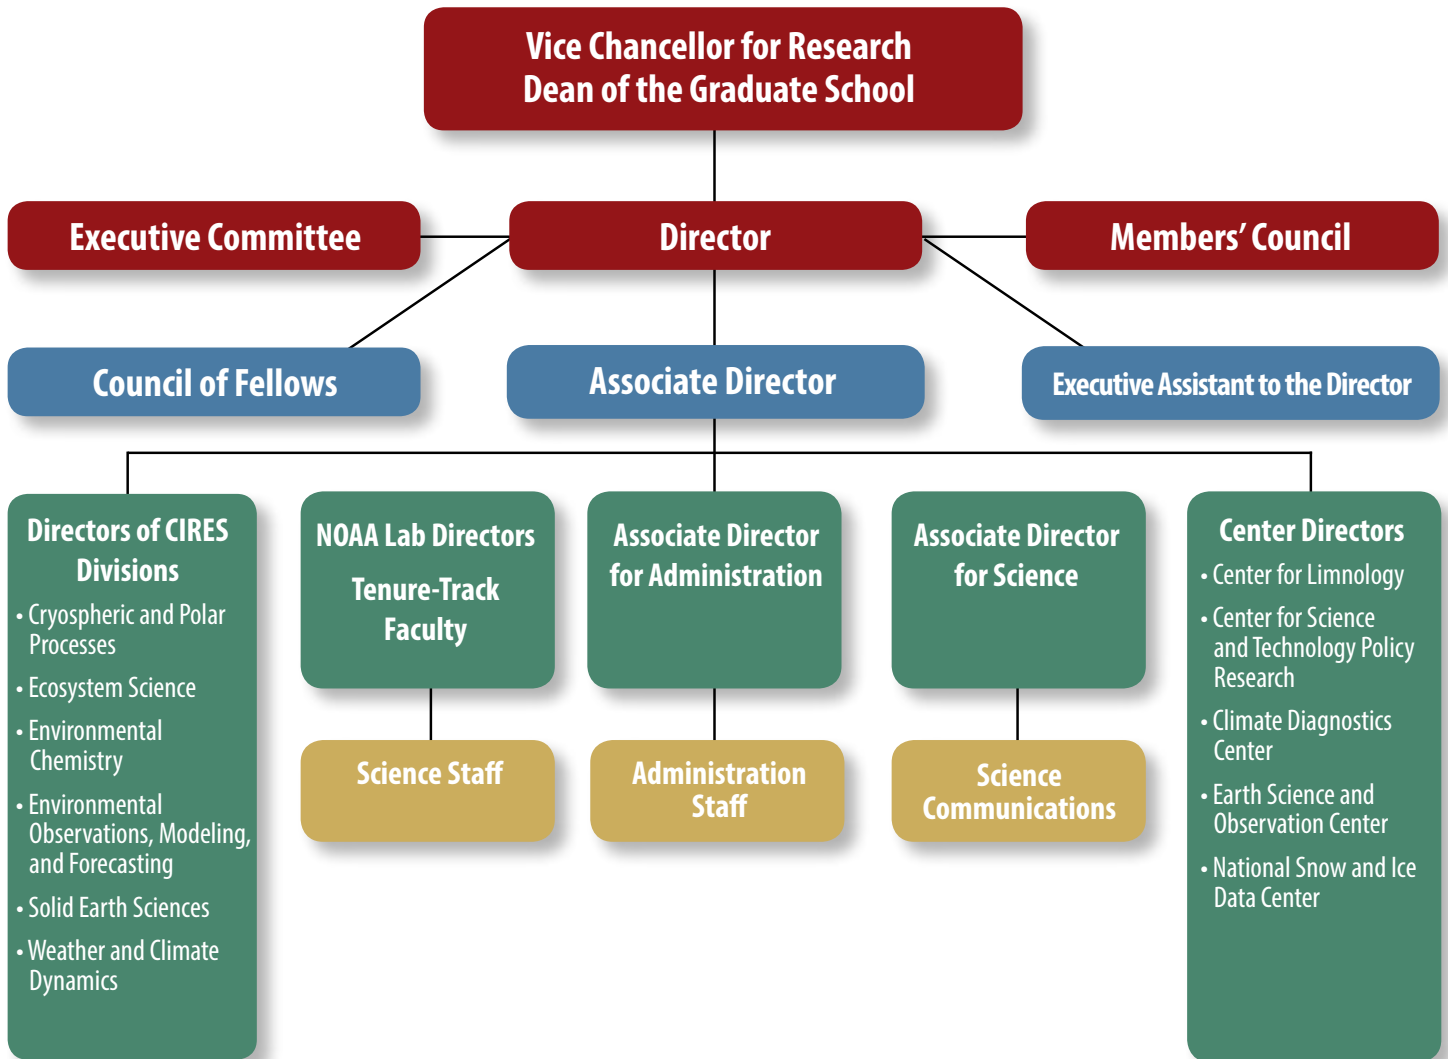 Vice Chancellor for Research
Dean of the Graduate School
Executive Committee
Director
Members’ Council
Council of Fellows
Associate Director
Executive Assistant to the Director
Directors of CIRES
Divisions
• Cryospheric and Polar
Processes
• Ecosystem Science
• Environmental
Chemistry
• Environmental
Observations, Modeling,
and Forecasting
• Solid Earth Sciences
• Weather and Climate
Dynamics
NOAA Lab Directors
Tenure-Track
Faculty
Associate Director
for Administration
Associate Director
for Science
Center Directors
• Center for Limnology
• Center for Science
and Technology Policy
Research
• Climate Diagnostics
Center
• Earth Science and
Observation Center
• National Snow and Ice
Data Center
Science Staff
Administration
Staff
Science
Communications